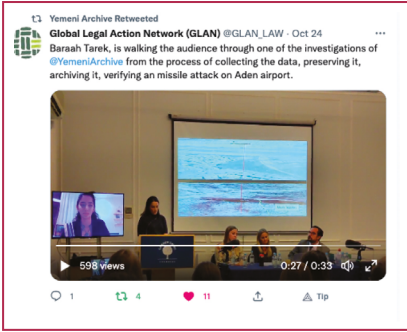 Yemeni Archive Retweeted
Global Legal Action Network (GLAN) @GLAN_LAW · Oct 24 ···
Baraah Tarek, is walking the audience through one of the investigations of
@YemeniArchive from the process of collecting the data, preserving it,
archiving it, verifying an missile attack on Aden airport.
598 views
0:27 / 0:33
1
4
11
Tip